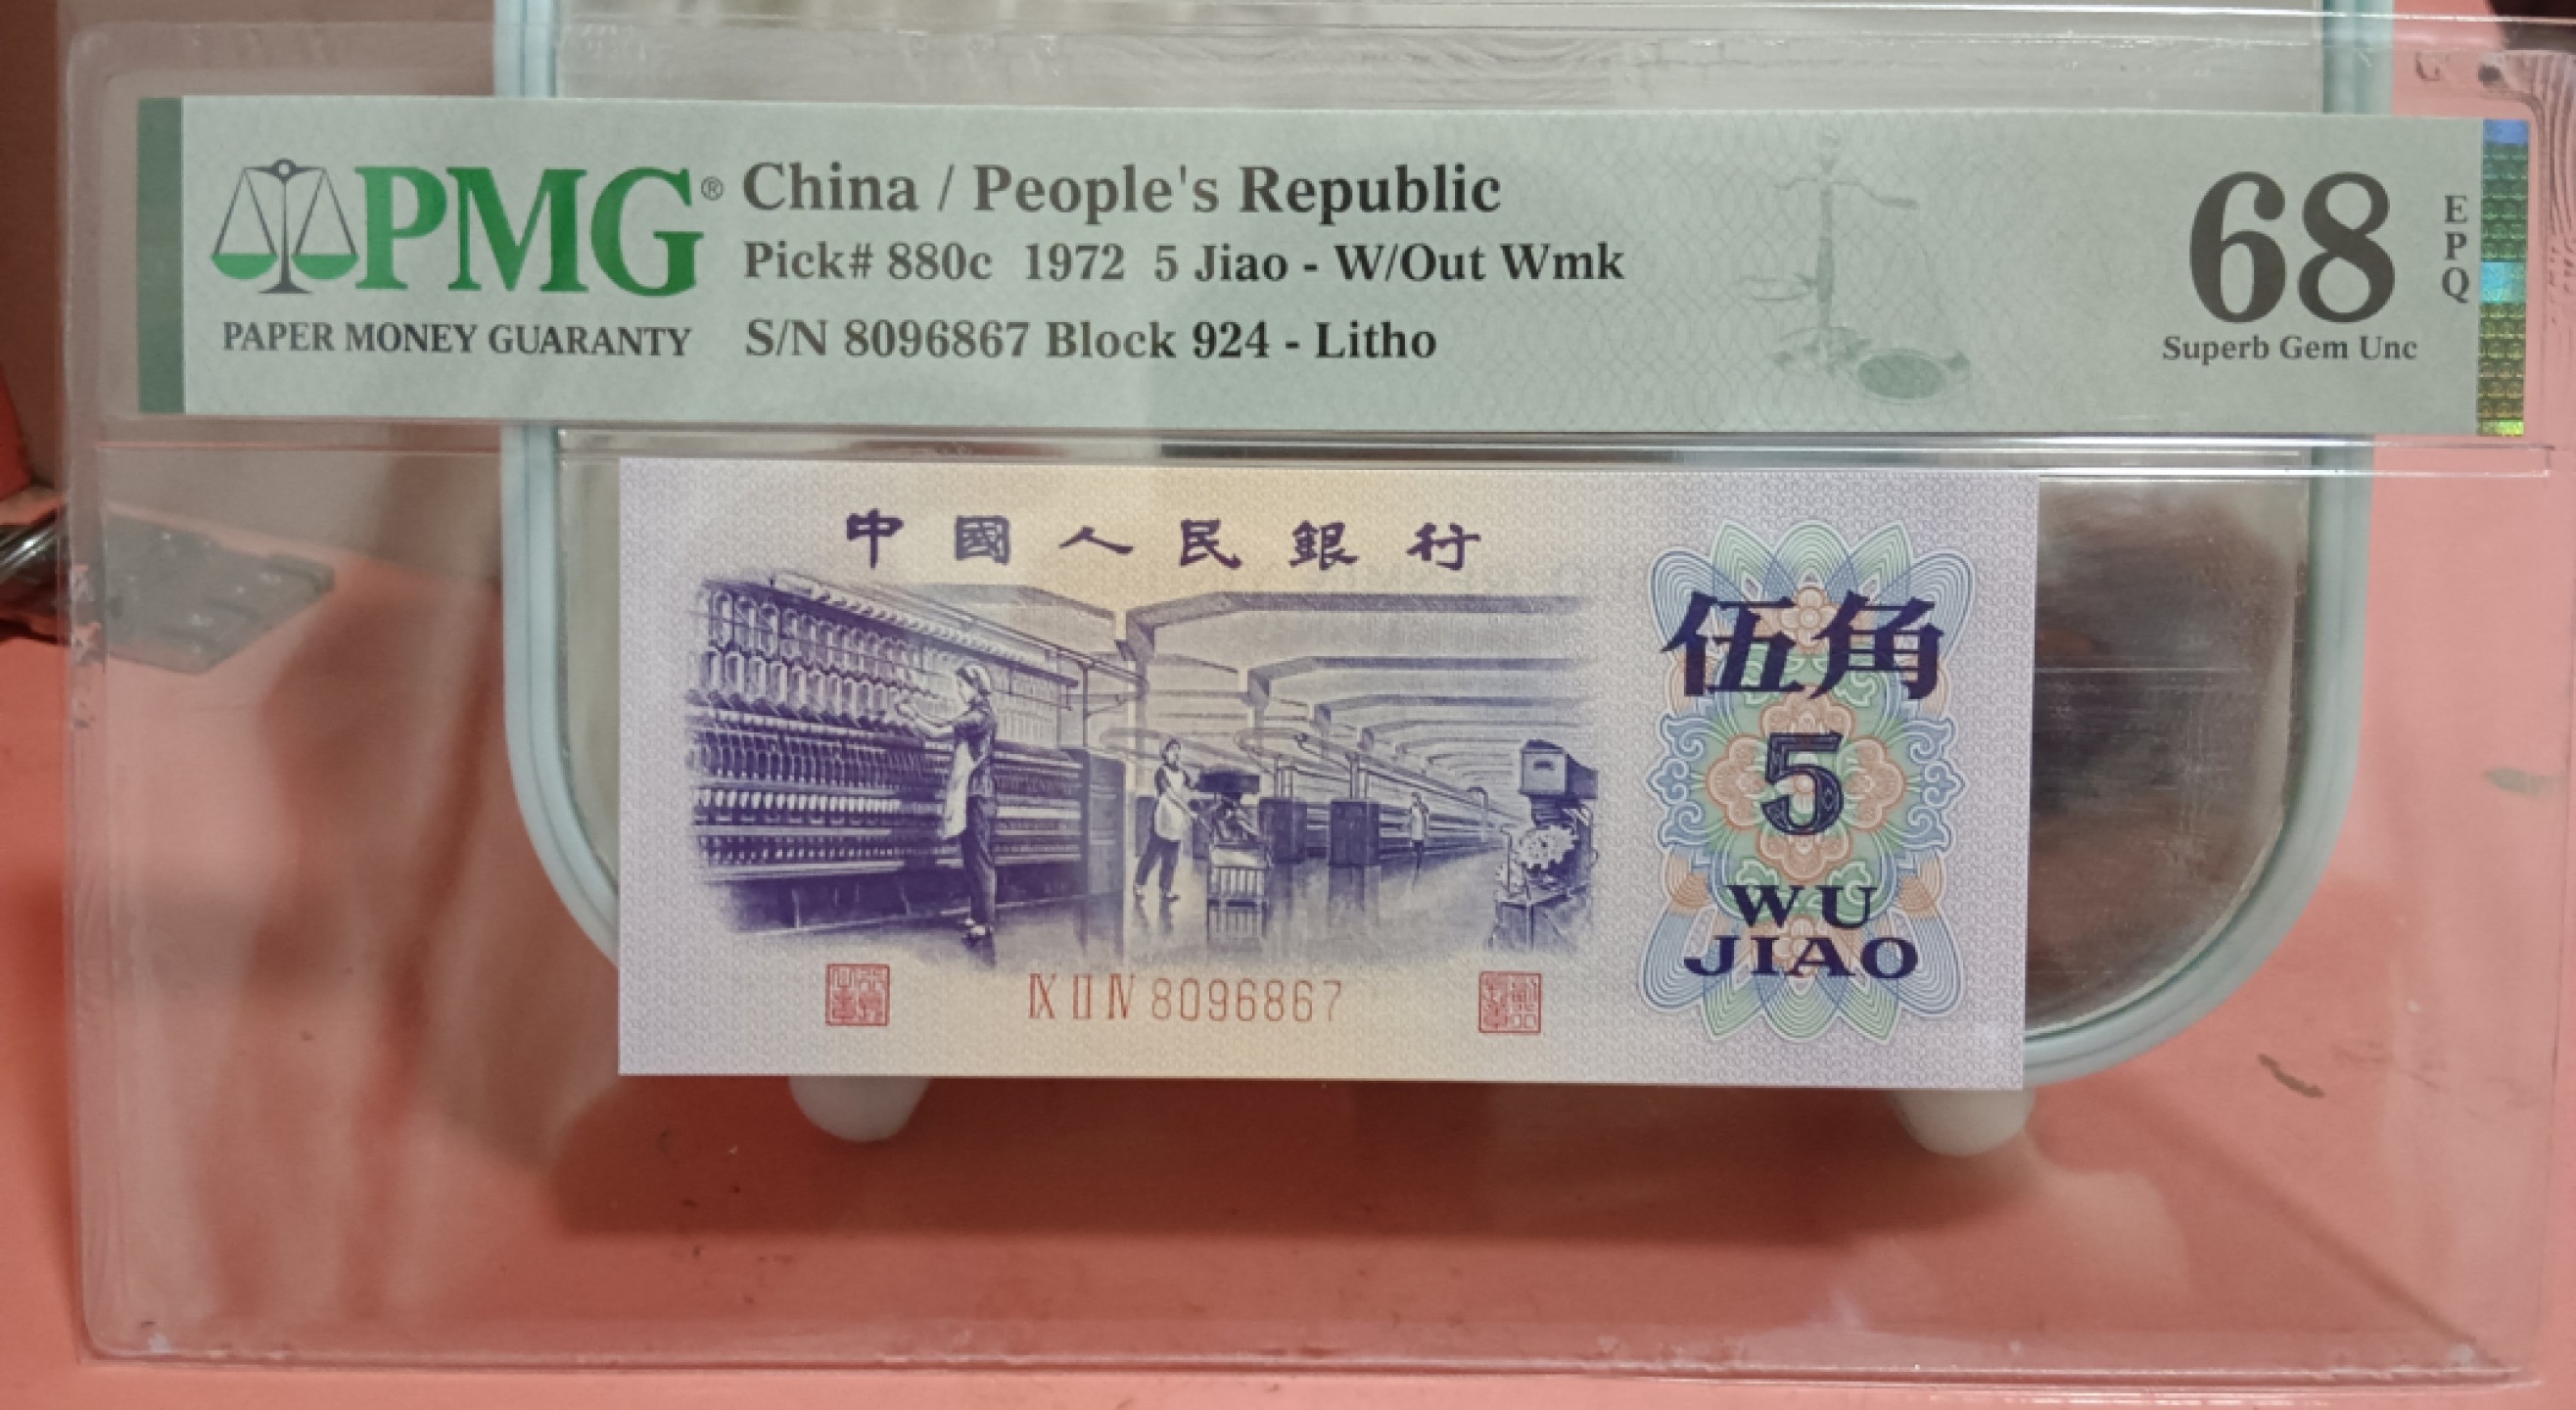 PMG®
PAPER MONEY GUARANTY
China / People's Republic
Pick# 880c 1972 5 Jiao - W/Out Wmk
S/N 8096867 Block 924 - Litho
68
EPQ
Superb Gem Unc
中國人民銀行
伍角
5
WU
JIAO
IX II IV 8096867